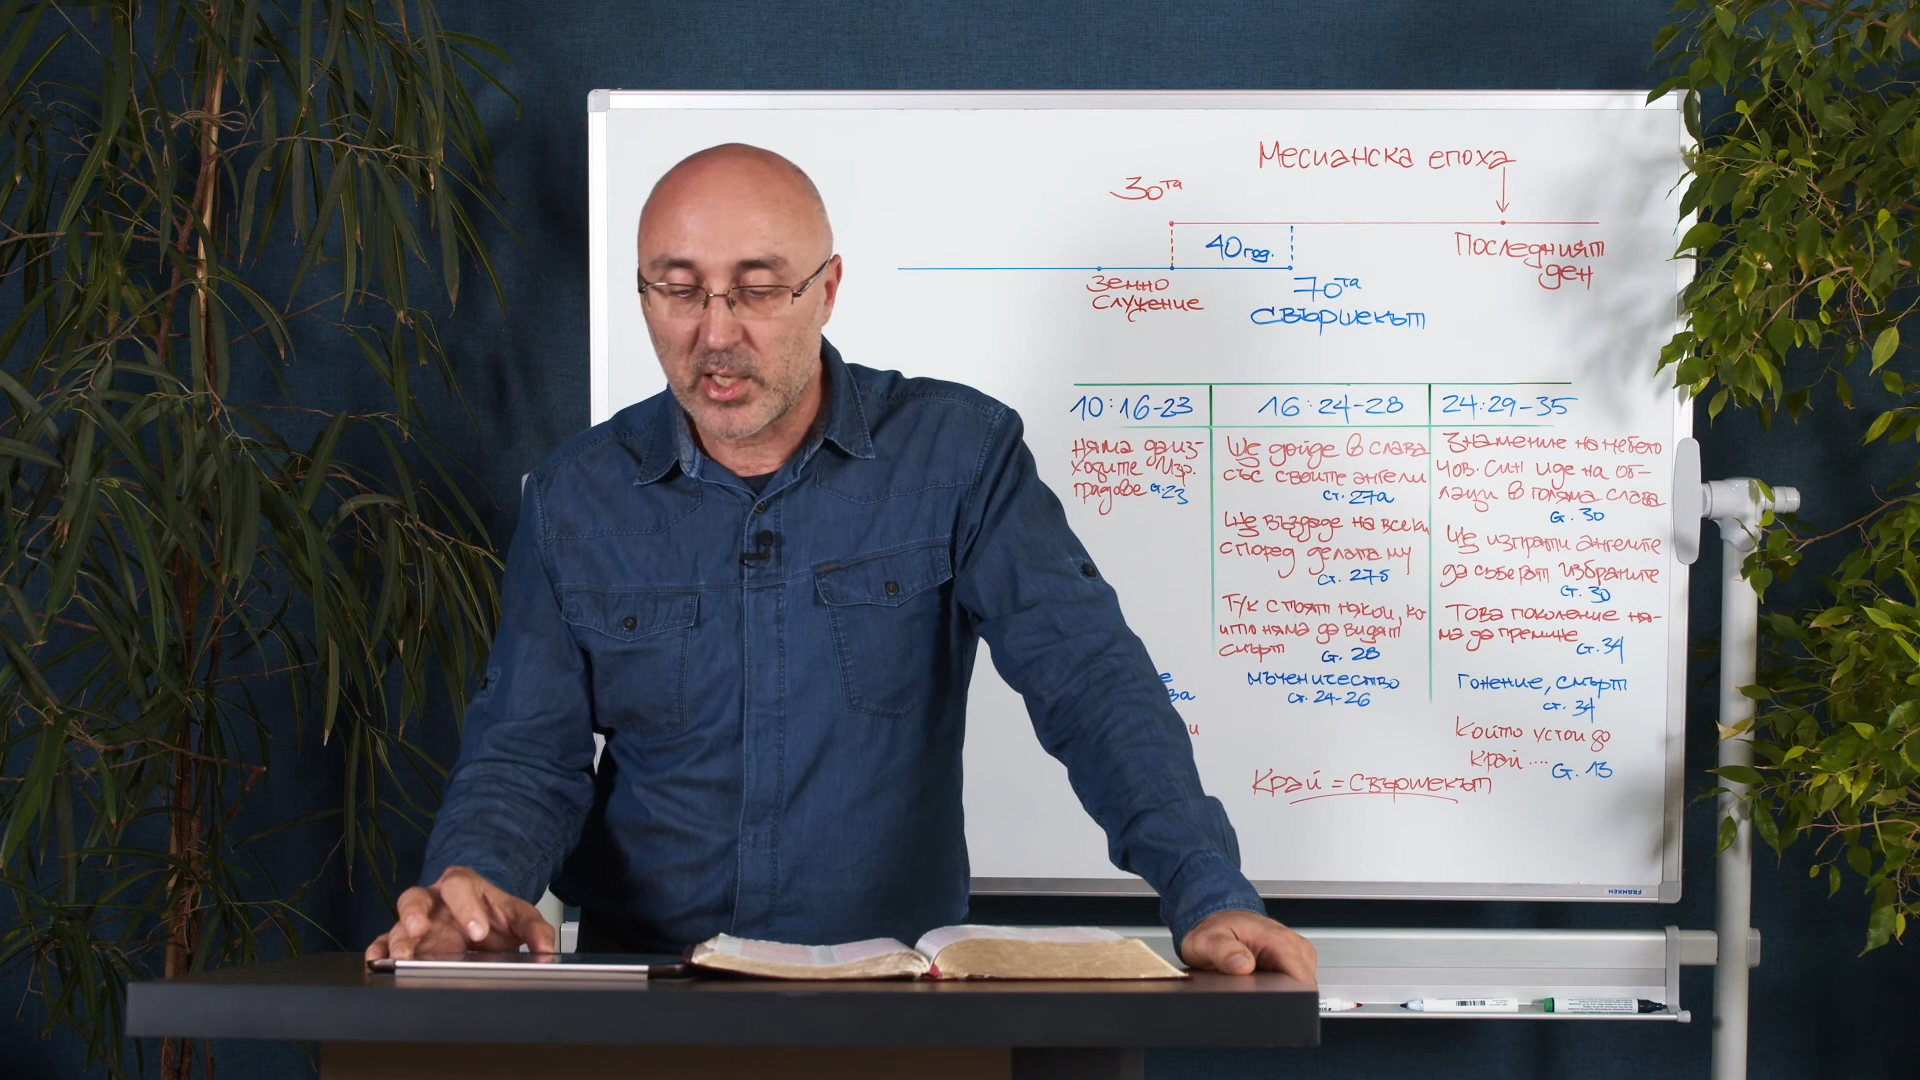 Месианска епоха
30та
40 год.
Последният
ден
Земно
служение
70та
свършекът
10:16-23
16:24-28
24:29-35
Няма да из-
ходите Изр.
градове ст.23
Ще дойде в слава
със своите ангели
ст. 27а
Ще въздаде на всеки
според делата му
ст. 27б
Тук стоят някои, ко-
ито няма да видят
смърт ст. 28
мъченичество
ст. 24-26
Знамение на небето
Чов. Син иде на об-
лаци в голяма слава
ст. 30
Ще изпрати ангелите
да съберат избраните
ст. 30
Това поколение ня-
ма да премине ст. 34
гонение, смърт
ст. 34
Който устои до
край .... ст. 13
Край = свършекът
FRANKEN